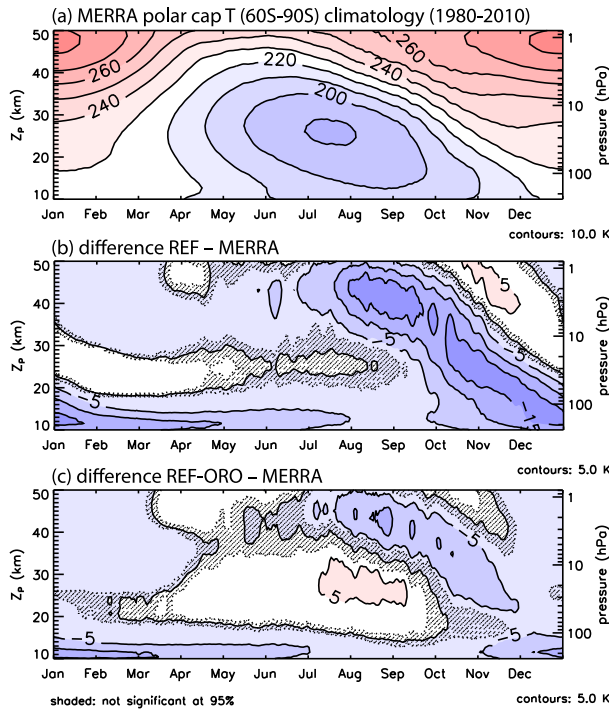 (a) MERRA polar cap T (60S-90S) climatology (1980-2010)
50
40
30
20
10
Zp (km)
260
240
220
200
260
240
1
10
100
pressure (hPa)
Jan Feb Mar Apr May Jun Jul Aug Sep Oct Nov Dec
contours: 10.0 K
(b) difference REF – MERRA
50
40
30
20
10
Zp (km)
5
-5
0
-5
-5
1
10
100
pressure (hPa)
Jan Feb Mar Apr May Jun Jul Aug Sep Oct Nov Dec
contours: 5.0 K
(c) difference REF-ORO – MERRA
50
40
30
20
10
Zp (km)
-5
5
-5
-5
1
10
100
pressure (hPa)
Jan Feb Mar Apr May Jun Jul Aug Sep Oct Nov Dec
shaded: not significant at 95%
contours: 5.0 K